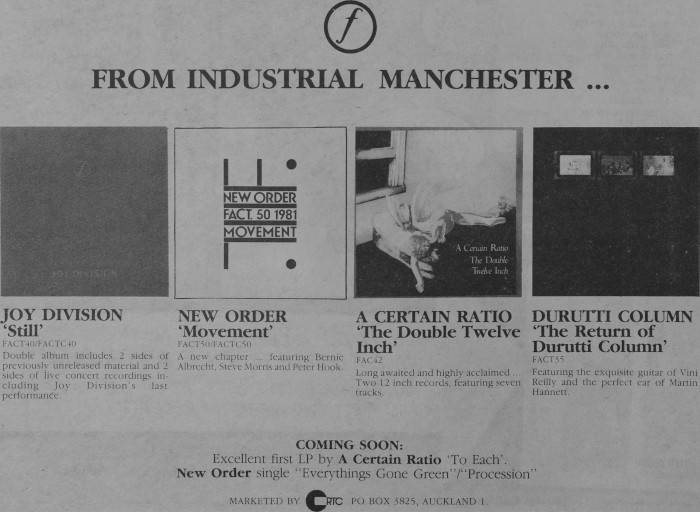 f
FROM INDUSTRIAL MANCHESTER ...
f
JOY DIVISION
NEW ORDER
FACT. 50 1981
MOVEMENT
A Certain Ratio
The Double
Twelve Inch
JOY DIVISION
'Still'
FACT40/FACTC40
Double album includes 2 sides of
previously unreleased material and 2
sides of live concert recordings in-
cluding Joy Division's last
performance.
NEW ORDER
'Movement'
FACT50/FACTC50
A new chapter ... featuring Bernie
Albrecht, Steve Morris and Peter Hook.
A CERTAIN RATIO
'The Double Twelve
Inch'
FAC42
Long awaited and highly acclaimed ...
Two 12 inch records, featuring seven
tracks.
DURUTTI COLUMN
'The Return of
Durutti Column'
FACT35
Featuring the exquisite guitar of Vini
Reilly and the perfect ear of Martin
Hannett.
COMING SOON:
Excellent first LP by A Certain Ratio 'To Each'.
New Order single "Everythings Gone Green"/"Procession"
MARKETED BY RTC PO BOX 3825, AUCKLAND 1.